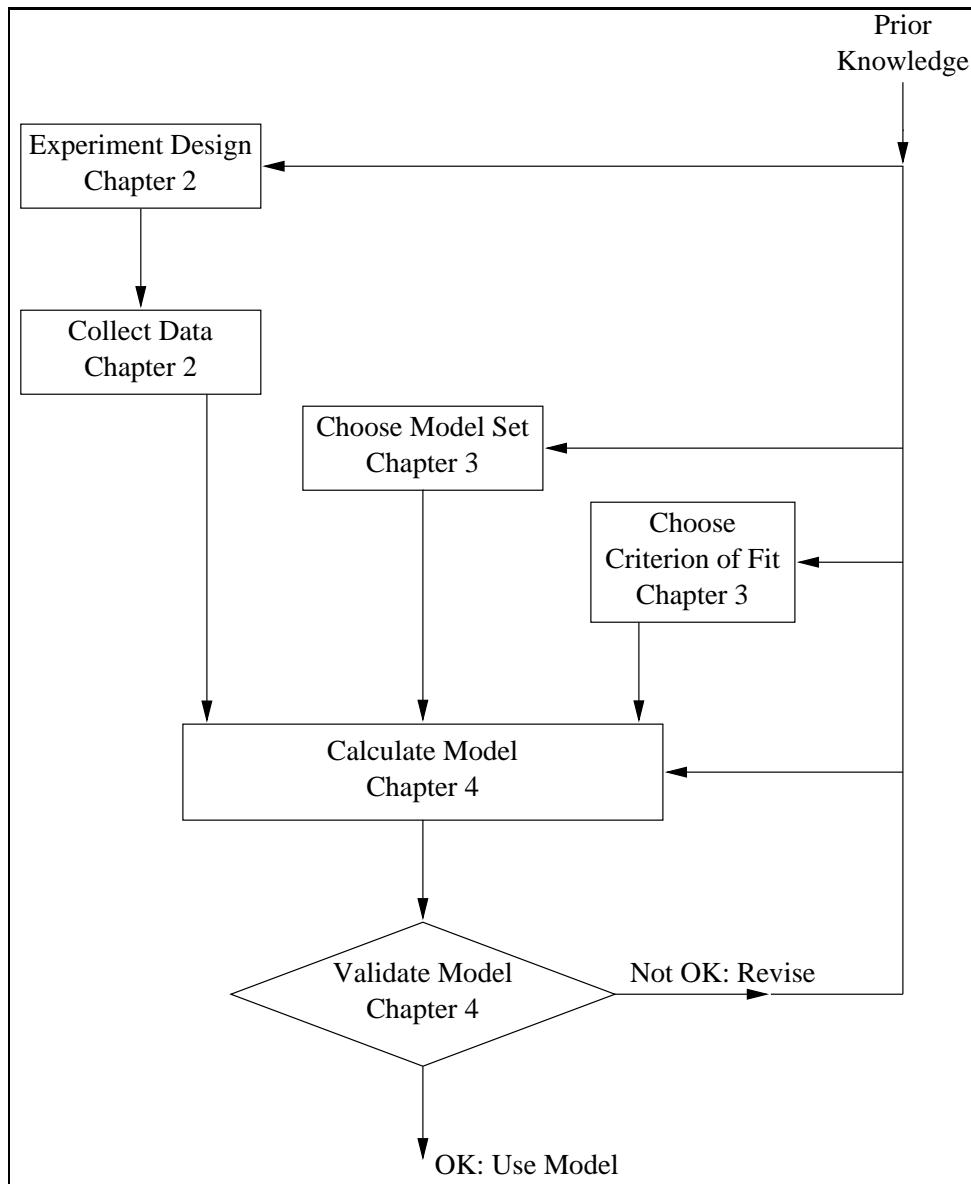 Prior
Knowledge
Experiment Design
Chapter 2
Collect Data
Chapter 2
Choose Model Set
Chapter 3
Choose
Criterion of Fit
Chapter 3
Calculate Model
Chapter 4
Validate Model
Chapter 4
Not OK: Revise
OK: Use Model